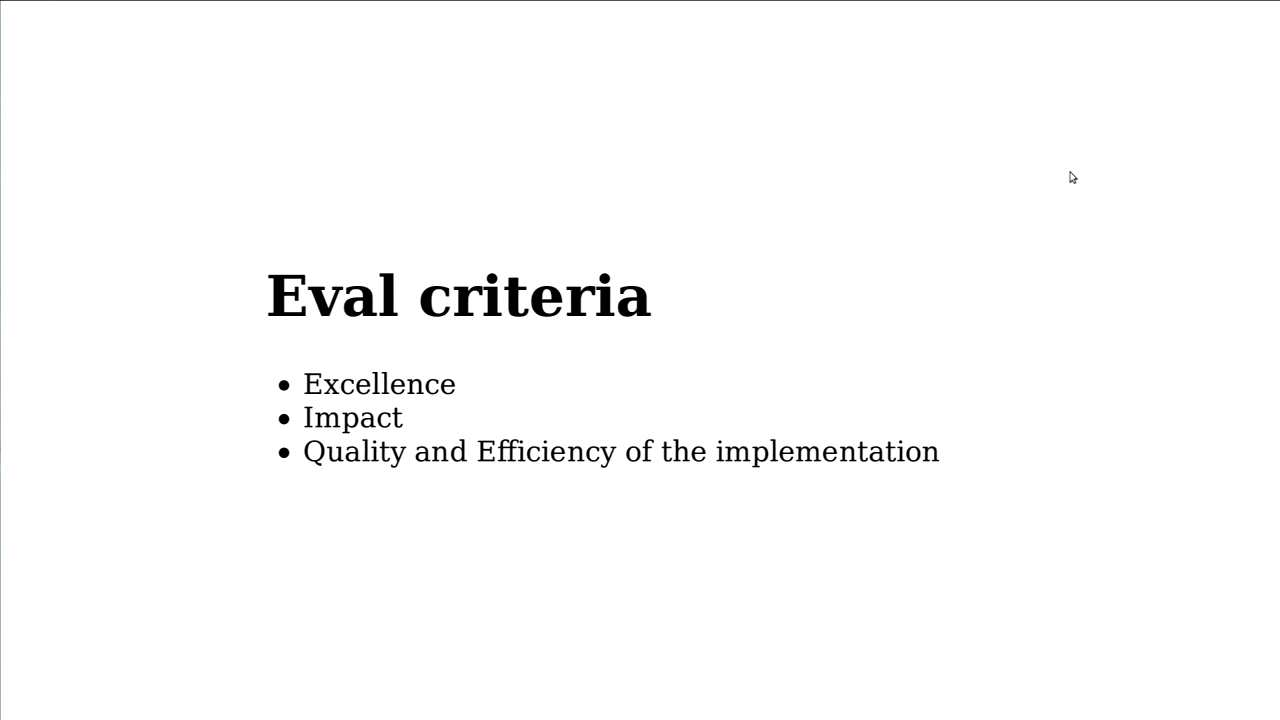 Eval criteria
Excellence
Impact
Quality and Efficiency of the implementation